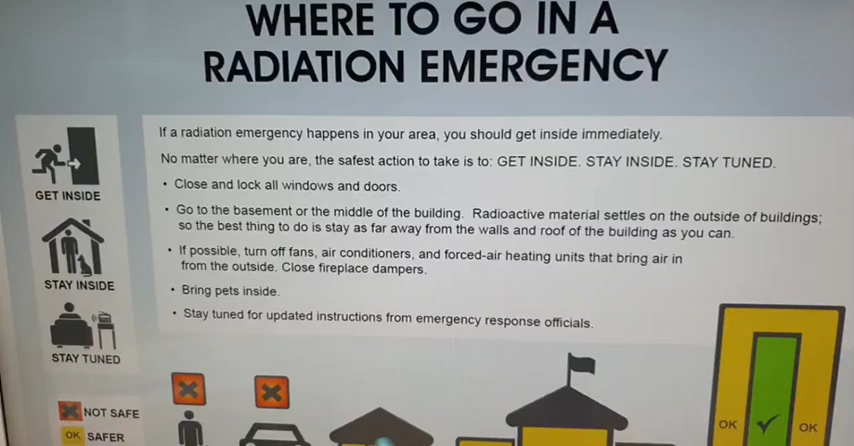 WHERE TO GO IN A
RADIATION EMERGENCY
If a radiation emergency happens in your area, you should get inside immediately.
No matter where you are, the safest action to take is to: GET INSIDE. STAY INSIDE. STAY TUNED.
• Close and lock all windows and doors.
• Go to the basement or the middle of the building. Radioactive material settles on the outside of buildings;
so the best thing to do is stay as far away from the walls and roof of the building as you can.
• If possible, turn off fans, air conditioners, and forced-air heating units that bring air in
from the outside. Close fireplace dampers.
• Bring pets inside.
• Stay tuned for updated instructions from emergency response officials.
GET INSIDE
STAY INSIDE
STAY TUNED
NOT SAFE
OK SAFER
OK
OK